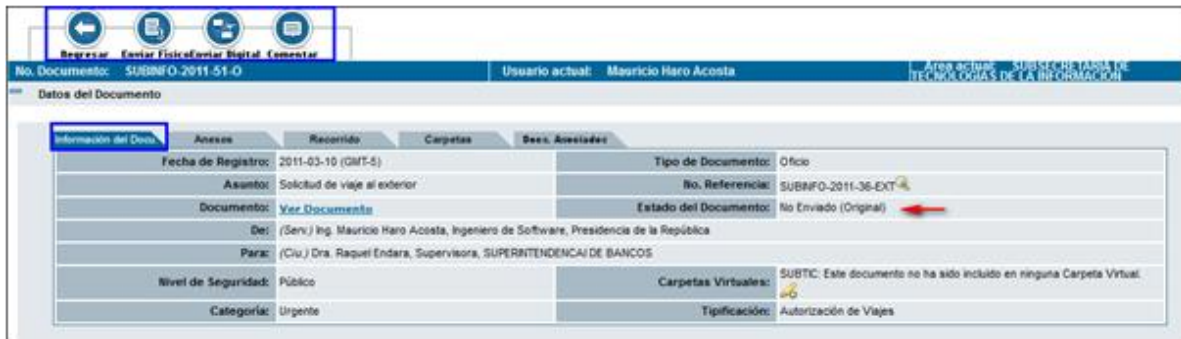 Regresar Enviar Físico Enviar Digital Comentar
No. Documento: SUBINFO-2011-51-O Usuario actual: Mauricio Haro Acosta Área actual: SUBSECRETARÍA DE TECNOLOGÍAS DE LA INFORMACIÓN
Datos del Documento
Información del Docu. Anexos Recorrido Carpetas Docs. Asociados
Fecha de Registro: 2011-03-10 (GMT-5) Tipo de Documento: Oficio
Asunto: Solicitud de viaje al exterior No. Referencia: SUBINFO-2011-36-EXT
Documento: Ver Documento Estado del Documento: No Enviado (Original)
De: (Serv.) Ing. Mauricio Haro Acosta, Ingeniero de Software, Presidencia de la República
Para: (Ciu.) Dra. Raquel Endara, Supervisora, SUPERINTENDENCAI DE BANCOS
Nivel de Seguridad: Público Carpetas Virtuales: SUBTIC: Este documento no ha sido incluido en ninguna Carpeta Virtual.
Categoría: Urgente Tipificación: Autorización de Viajes